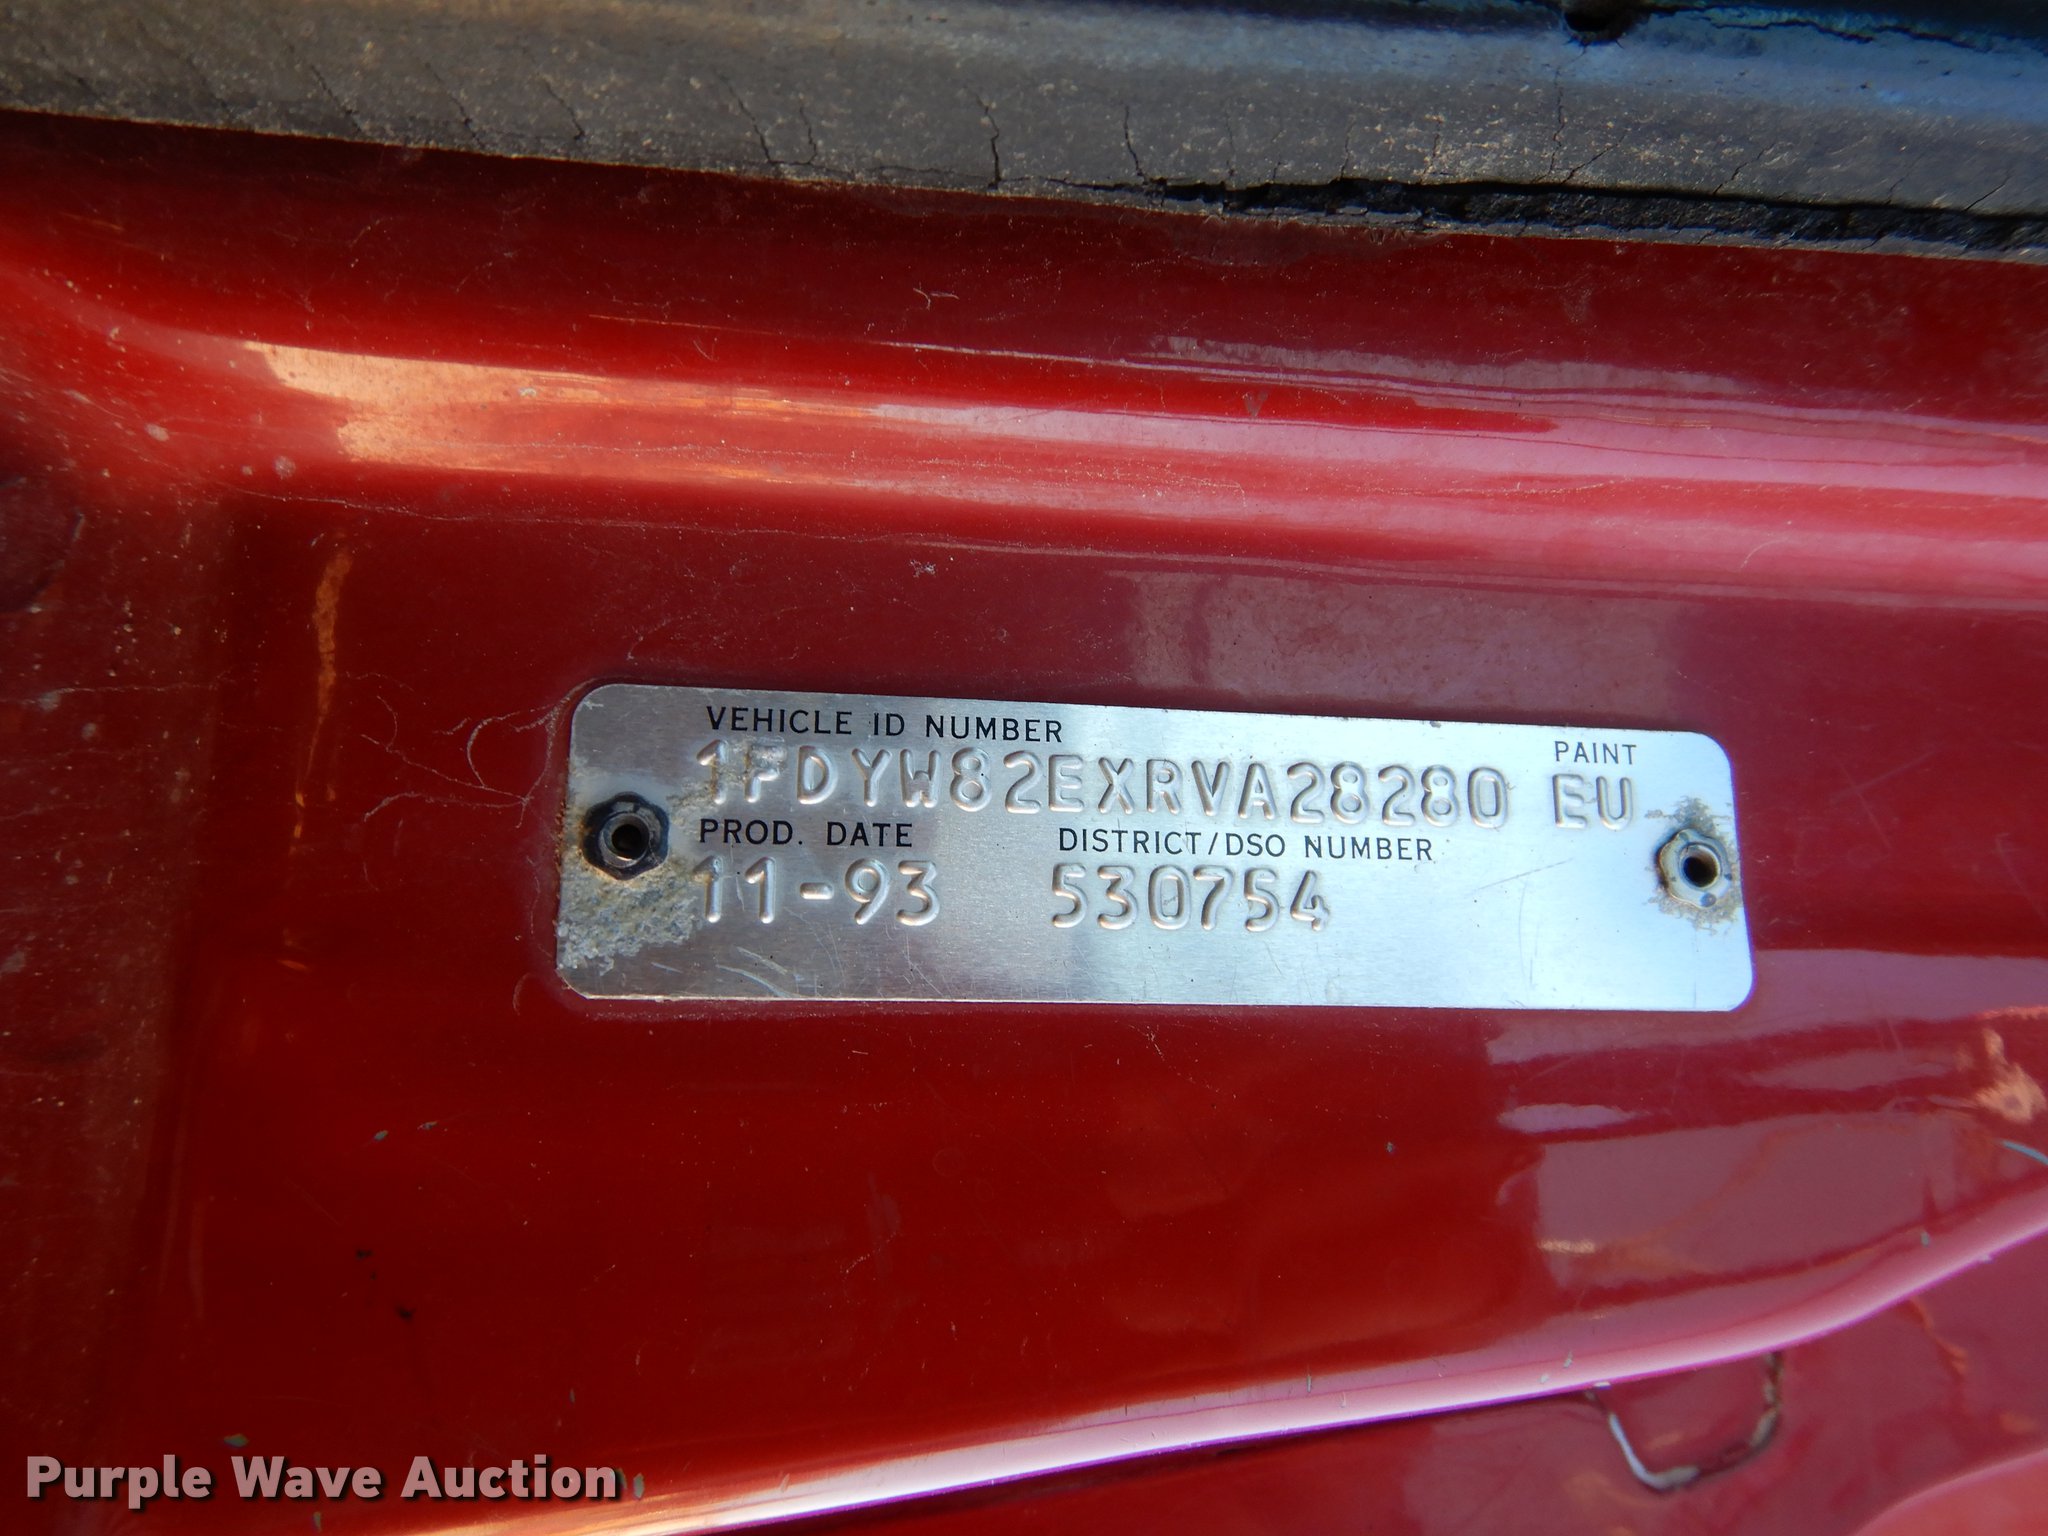 VEHICLE ID NUMBER
PAINT
1FDYW82EXRVA28280 EU
PROD. DATE DISTRICT/DSO NUMBER
11-93 530754
Purple Wave Auction